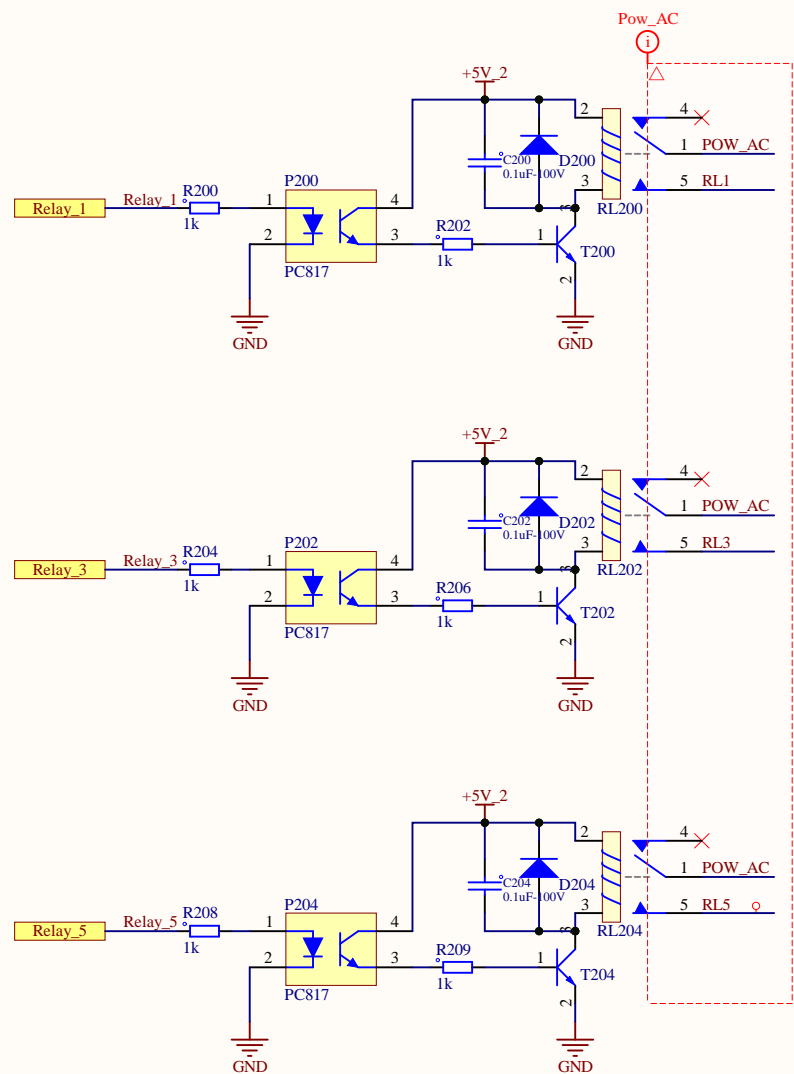 Pow_AC
i
+5V_2
2
4
C200
0.1uF-100V
D200
1
POW_AC
Relay_1
Relay_1
R200
1k
P200
1
4
3
5
RL1
RL200
2
3
PC817
R202
1k
1
3
T200
2
GND
GND
+5V_2
2
4
C202
0.1uF-100V
D202
1
POW_AC
Relay_3
Relay_3
R204
1k
P202
1
4
3
5
RL3
RL202
2
3
PC817
R206
1k
1
3
T202
2
GND
GND
+5V_2
2
4
C204
0.1uF-100V
D204
1
POW_AC
Relay_5
Relay_5
R208
1k
P204
1
4
3
5
RL5
RL204
2
3
PC817
R209
1k
1
3
T204
2
GND
GND